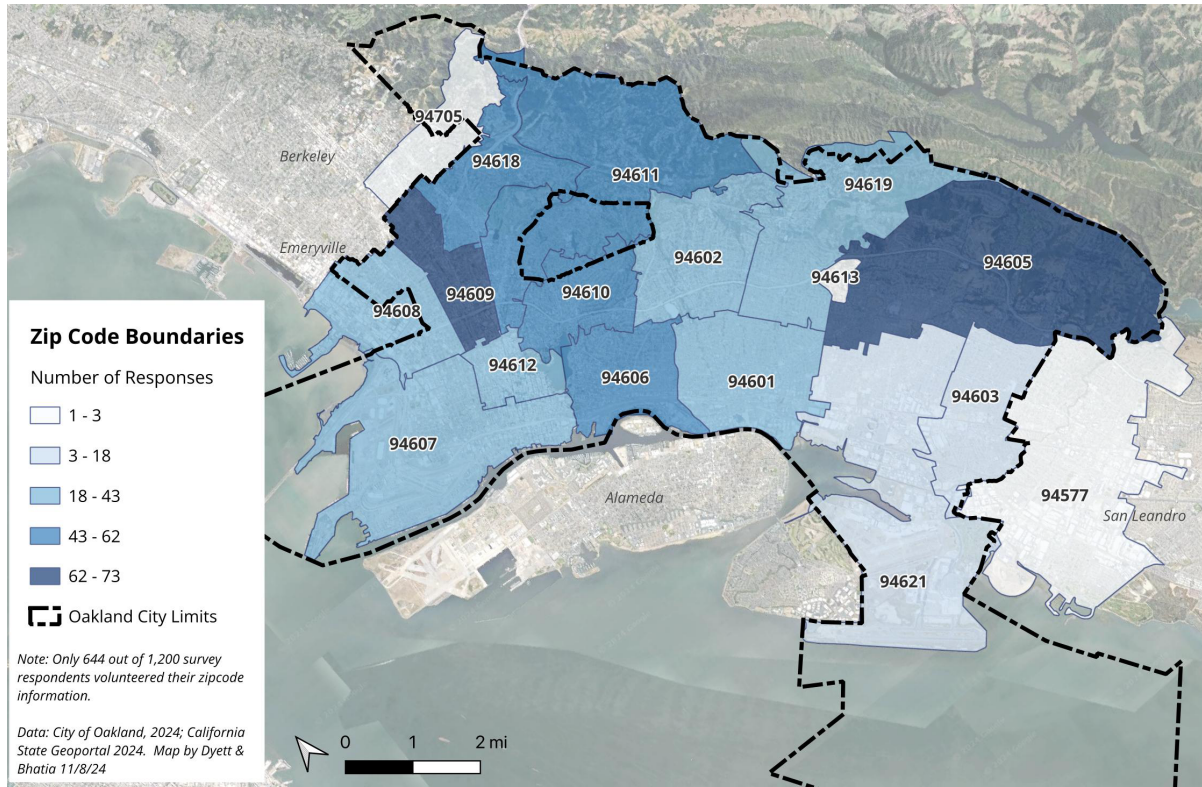 94705
Berkeley
94618
94611
94619
Emeryville
94602
94605
94613
94609
94610
94608
94612
94606
94601
94603
94607
Alameda
94577
San Leandro
94621
Zip Code Boundaries
Number of Responses
1 - 3
3 - 18
18 - 43
43 - 62
62 - 73
Oakland City Limits
Note: Only 644 out of 1,200 survey
respondents volunteered their zipcode
information.
Data: City of Oakland, 2024; California
State Geoportal 2024.  Map by Dyett &
Bhatia 11/8/24
0 1 2 mi